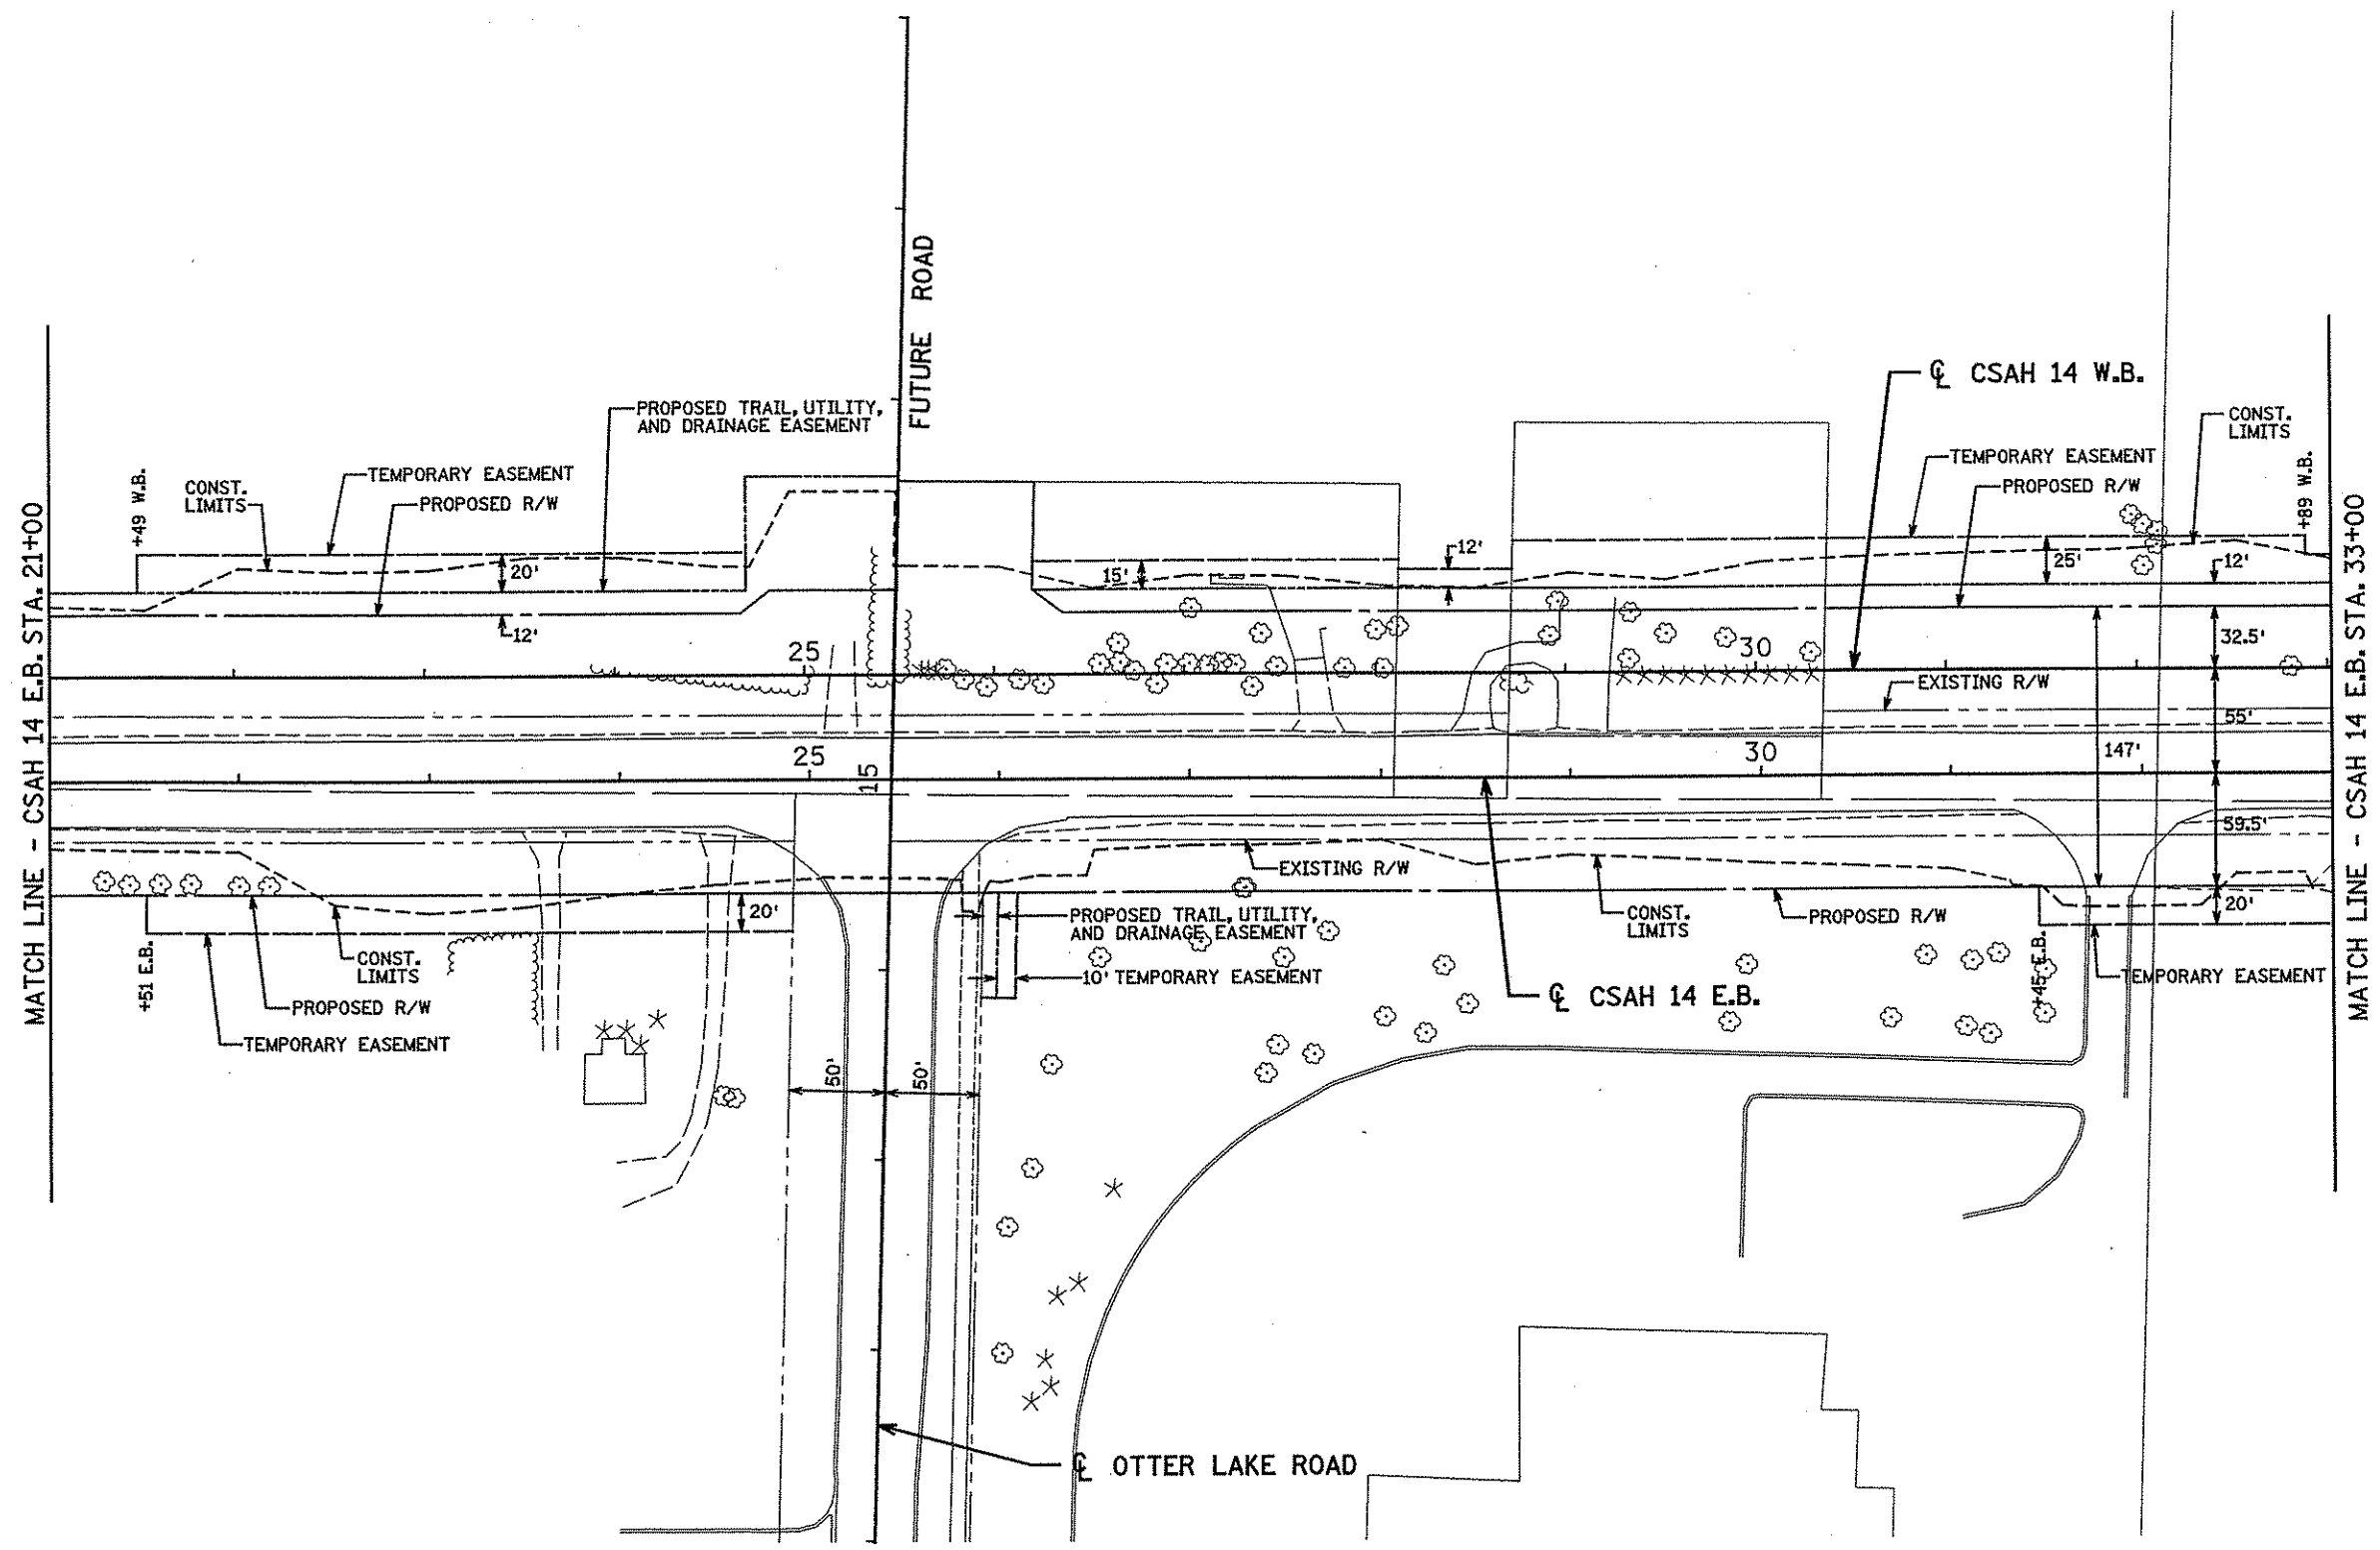 FUTURE ROAD
℄ CSAH 14 W.B.
PROPOSED TRAIL, UTILITY,
AND DRAINAGE EASEMENT
CONST.
LIMITS
TEMPORARY EASEMENT
PROPOSED R/W
+49 W.B.
CONST.
LIMITS
TEMPORARY EASEMENT
PROPOSED R/W
+89 W.B.
MATCH LINE - CSAH 14 E.B. STA. 21+00
MATCH LINE - CSAH 14 E.B. STA. 33+00
20'
15'
12'
25'
12'
12'
25
30
32.5'
EXISTING R/W
55'
25
15
30
147'
59.5'
EXISTING R/W
20'
PROPOSED TRAIL, UTILITY,
AND DRAINAGE EASEMENT
CONST.
LIMITS
PROPOSED R/W
20'
+51 E.B.
CONST.
LIMITS
10' TEMPORARY EASEMENT
+45 E.B.
TEMPORARY EASEMENT
PROPOSED R/W
℄ CSAH 14 E.B.
TEMPORARY EASEMENT
50'
50'
℄ OTTER LAKE ROAD